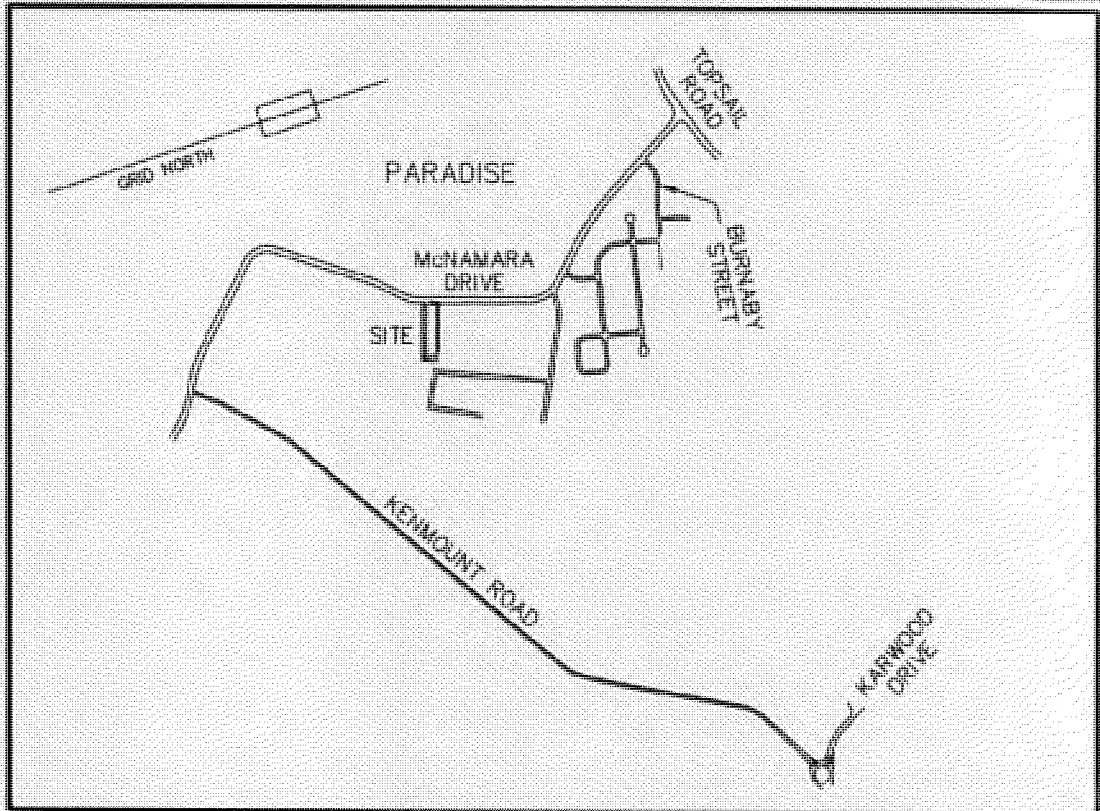 TOPSAIL
ROAD
GRID NORTH
PARADISE
McNAMARA
DRIVE
BURNABY
STREET
SITE
KENMOUNT ROAD
KARWOOD
DRIVE